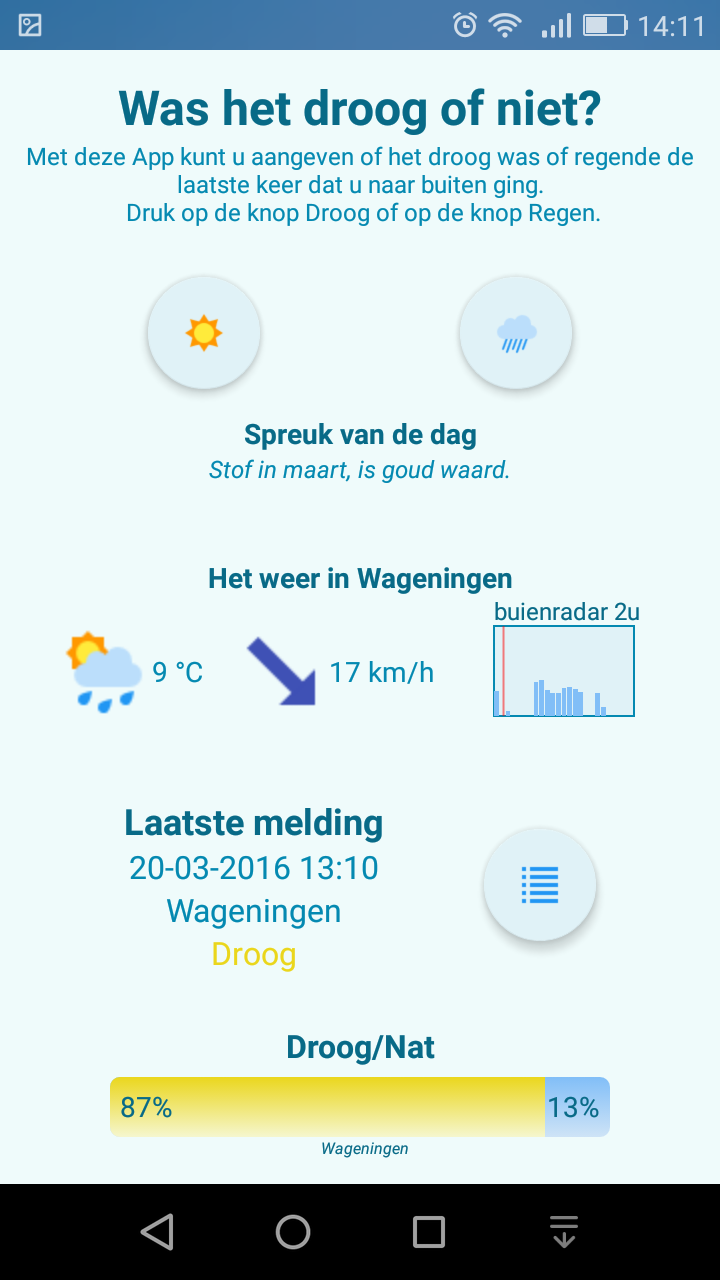 14:11
Was het droog of niet?
Met deze App kunt u aangeven of het droog was of regende de
laatste keer dat u naar buiten ging.
Druk op de knop Droog of op de knop Regen.
Spreuk van de dag
Stof in maart, is goud waard.
Het weer in Wageningen
buienradar 2u
9 °C
17 km/h
Laatste melding
20-03-2016 13:10
Wageningen
Droog
Droog/Nat
87%
13%
Wageningen